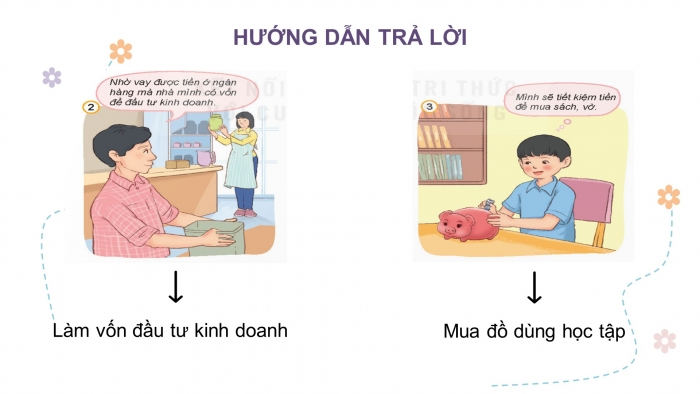 HƯỚNG DẪN TRẢ LỜI
Nhờ vay được tiền ở ngân
hàng mà nhà mình có vốn
để đầu tư kinh doanh.
2
Mình sẽ tiết kiệm tiền
để mua sách, vở.
3
TRI THỨC
Làm vốn đầu tư kinh doanh
Mua đồ dùng học tập